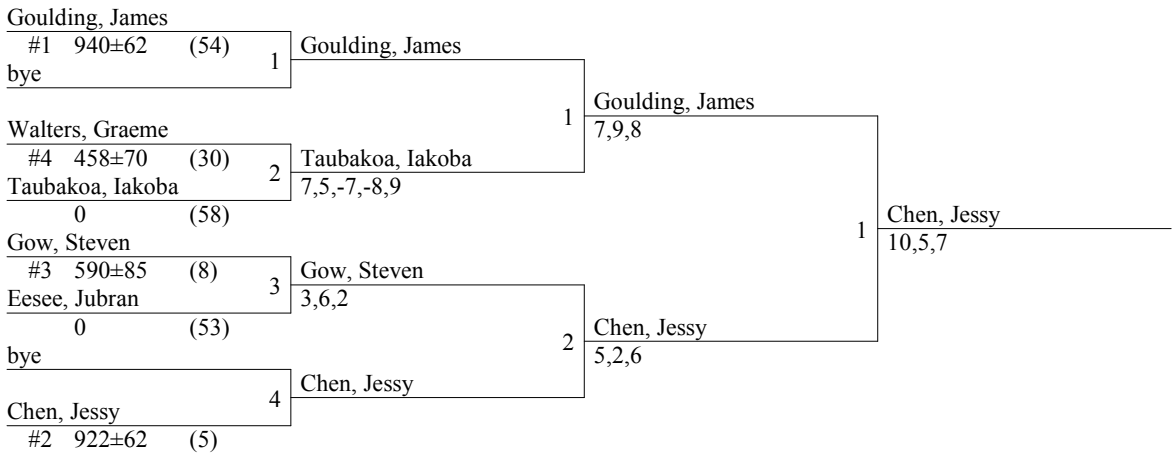 Goulding, James
#1 940±62 (54)
bye
1
Goulding, James
Walters, Graeme
#4 458±70 (30)
Taubakoa, Iakoba
0 (58)
2
Taubakoa, Iakoba
7,5,-7,-8,9
1
Goulding, James
7,9,8
Gow, Steven
#3 590±85 (8)
Eesee, Jubran
0 (53)
3
Gow, Steven
3,6,2
bye
Chen, Jessy
#2 922±62 (5)
4
Chen, Jessy
2
Chen, Jessy
5,2,6
1
Chen, Jessy
10,5,7